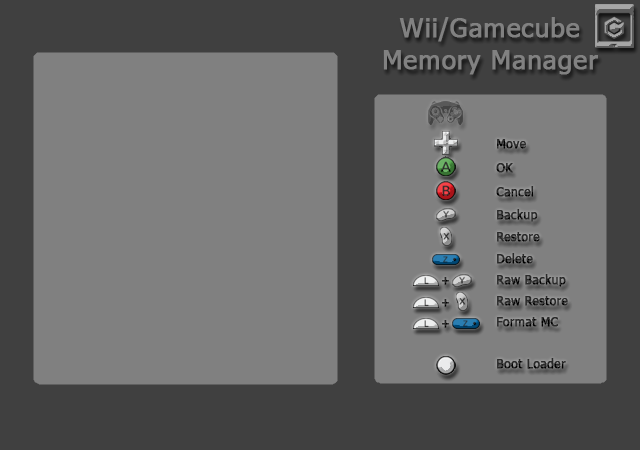 Wii/Gamecube
Memory Manager
Move
A OK
B Cancel
Y Backup
X Restore
Z Delete
L + Y Raw Backup
L + X Raw Restore
L + Z Format MC
Boot Loader